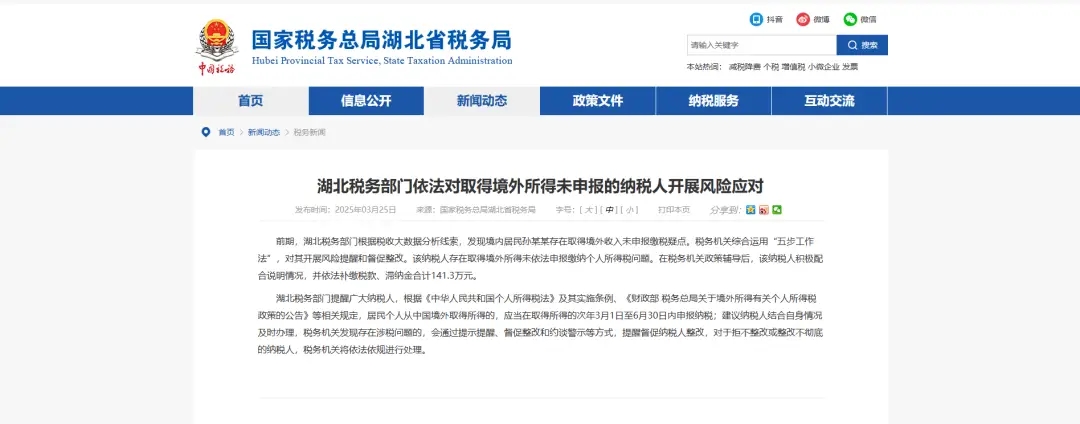 抖音 微博 微信
中国税务
国家税务总局湖北省税务局
Hubei Provincial Tax Service, State Taxation Administration
请输入关键字 搜索
本站热词: 减税降费 个税 增值税 小微企业 发票
首页 信息公开 新闻动态 政策文件 纳税服务 互动交流
首页 > 新闻动态 > 税务新闻
湖北税务部门依法对取得境外所得未申报的纳税人开展风险应对
发布时间：2025年03月25日 来源：国家税务总局湖北省税务局 字号：[ 大 ] [ 中 ] [ 小 ] 打印本页 分享到：
前期，湖北税务部门根据税收大数据分析线索，发现境内居民孙某某存在取得境外收入未申报缴税疑点。税务机关综合运用“五步工作
法”，对其开展风险提醒和督促整改。该纳税人存在取得境外所得未依法申报缴纳个人所得税问题。在税务机关政策辅导后，该纳税人积极配
合说明情况，并依法补缴税款、滞纳金合计141.3万元。
湖北税务部门提醒广大纳税人，根据《中华人民共和国个人所得税法》及其实施条例、《财政部 税务总局关于境外所得有关个人所得税
政策的公告》等相关规定，居民个人从中国境外取得所得的，应当在取得所得的次年3月1日至6月30日内申报纳税；建议纳税人结合自身情况
及时办理，税务机关发现存在涉税问题的，会通过提示提醒、督促整改和约谈警示等方式，提醒督促纳税人整改，对于拒不整改或整改不彻底
的纳税人，税务机关将依法依规进行处理。